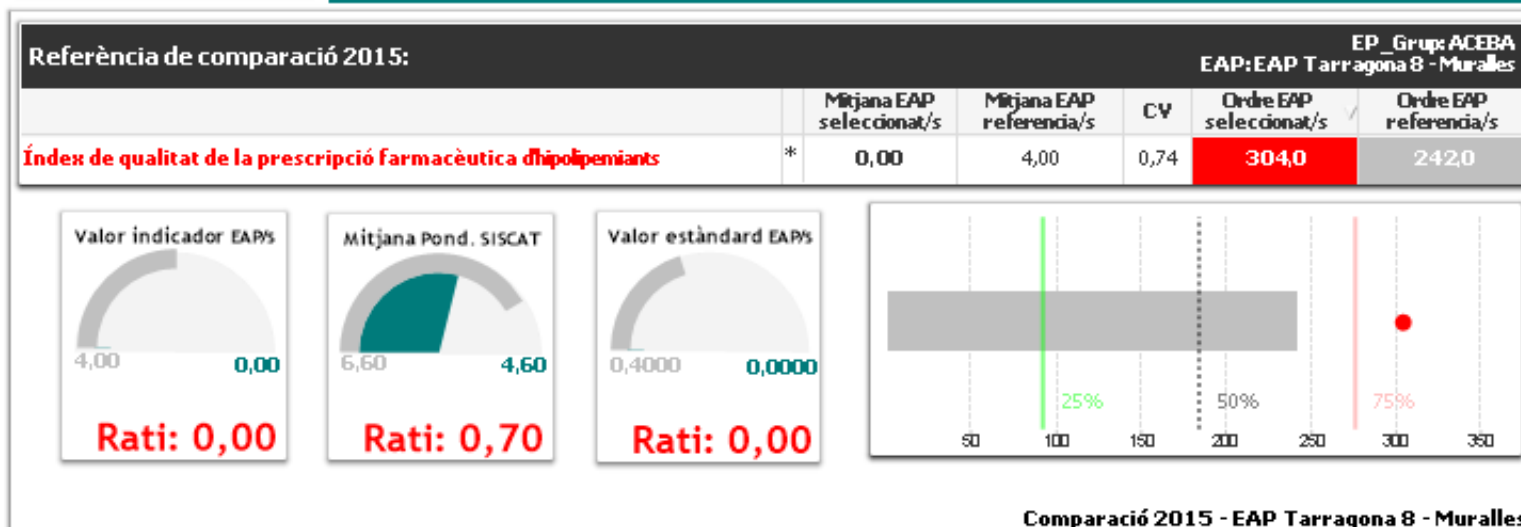 Referència de comparació 2015:
EP_Grup: ACEBA
EAP: EAP Tarragona 8 - Muralles
Mitjana EAP seleccionat/s
Mitjana EAP referencia/s
CV
Ordre EAP seleccionat/s
Ordre EAP referencia/s
Índex de qualitat de la prescripció farmacèutica d'hipolipemiants * 0,00 4,00 0,74 304,0 242,0
Valor indicador EAP/s
4,00 0,00
Rati: 0,00
Mitjana Pond. SISCAT
6,60 4,60
Rati: 0,70
Valor estàndard EAP/s
0,4000 0,0000
Rati: 0,00
25% 50% 75%
50 100 150 200 250 300 350
Comparació 2015 - EAP Tarragona 8 - Muralles